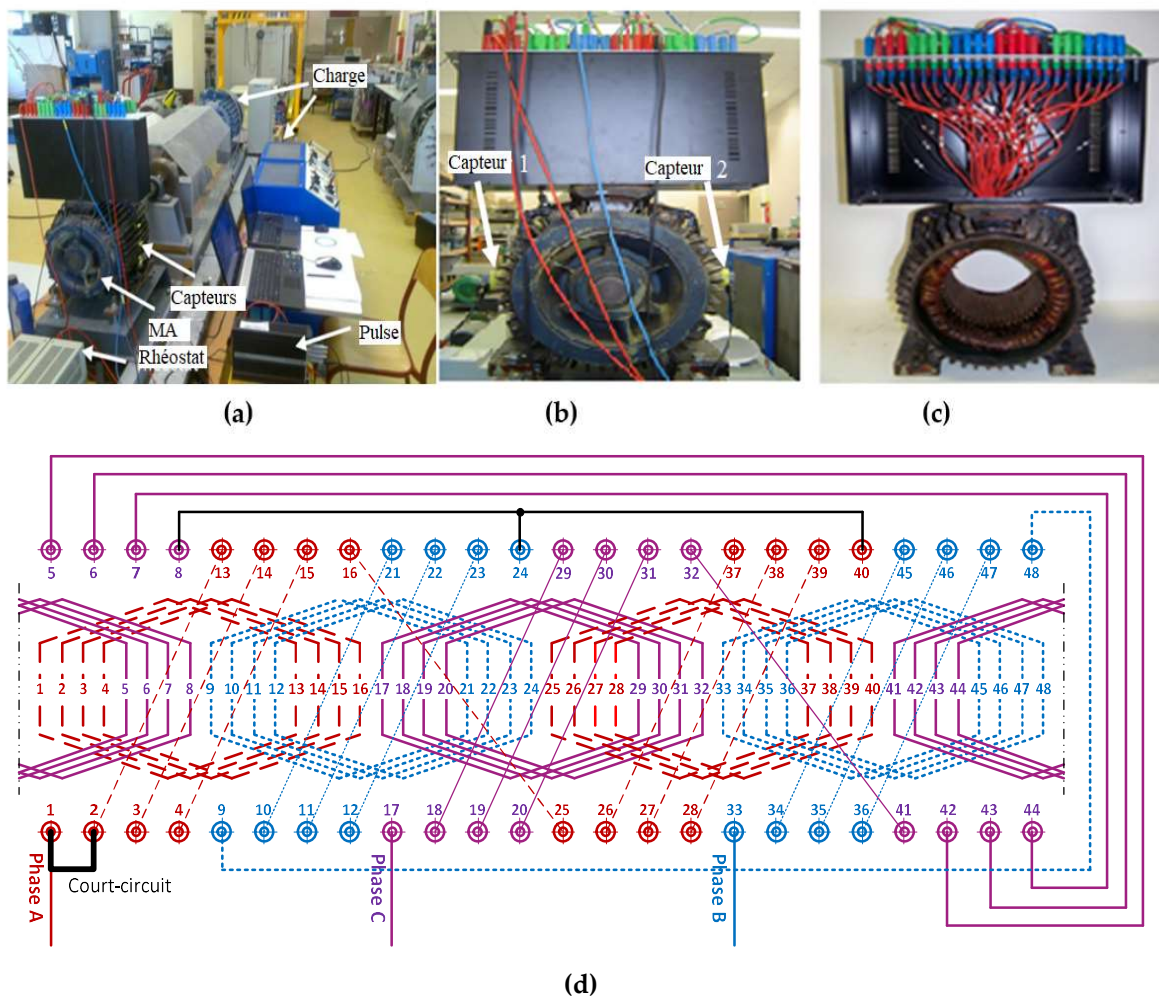 Charge
Capteurs
MA
Rhéostat
Pulse
Capteur 1
Capteur 2
(a)
(b)
(c)
5 6 7 8 13 14 15 16 21 22 23 24 29 30 31 32 37 38 39 40 45 46 47 48
1 2 3 4 5 6 7 8 9 10 11 12 13 14 15 16 17 18 19 20 21 22 23 24 25 26 27 28 29 30 31 32 33 34 35 36 37 38 39 40 41 42 43 44 45 46 47 48
1 2 3 4 9 10 11 12 17 18 19 20 25 26 27 28 33 34 35 36 41 42 43 44
Phase A
Court-circuit
Phase C
Phase B
(d)